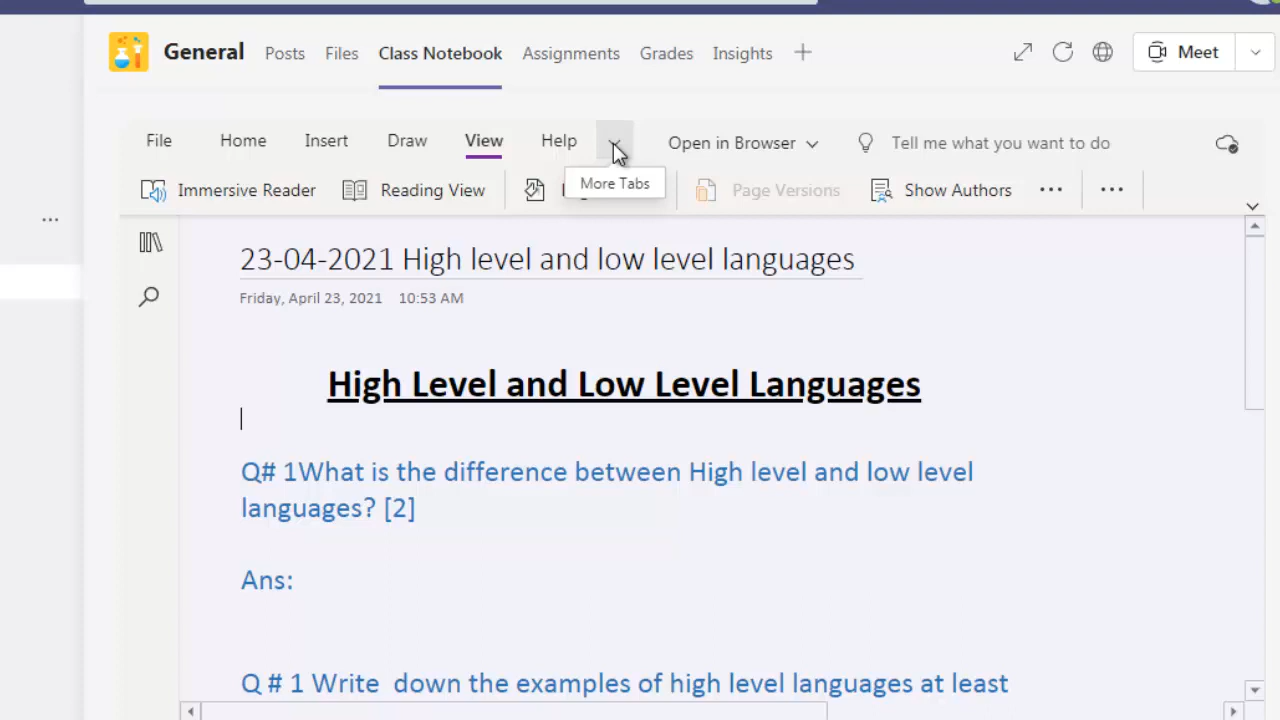 General Posts Files Class Notebook Assignments Grades Insights Meet
File Home Insert Draw View Help Open in Browser Tell me what you want to do
More Tabs
Immersive Reader Reading View Page Versions Show Authors
23-04-2021 High level and low level languages
Friday, April 23, 2021 10:53 AM
High Level and Low Level Languages
Q# 1What is the difference between High level and low level
languages? [2]
Ans:
Q # 1 Write down the examples of high level languages at least